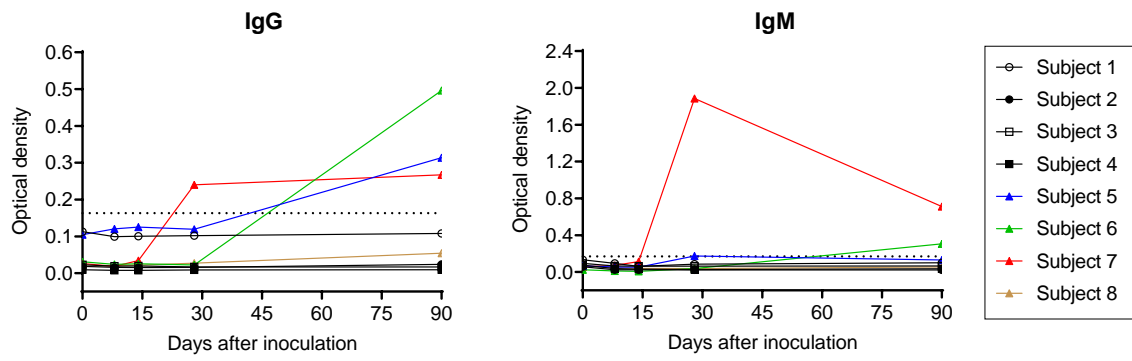 IgG
0.6
0.5
0.4
0.3
0.2
0.1
0.0
Optical density
0 15 30 45 60 75 90
Days after inoculation
IgM
2.4
2.0
1.6
1.2
0.8
0.4
0.0
Optical density
0 15 30 45 60 75 90
Days after inoculation
Subject 1
Subject 2
Subject 3
Subject 4
Subject 5
Subject 6
Subject 7
Subject 8